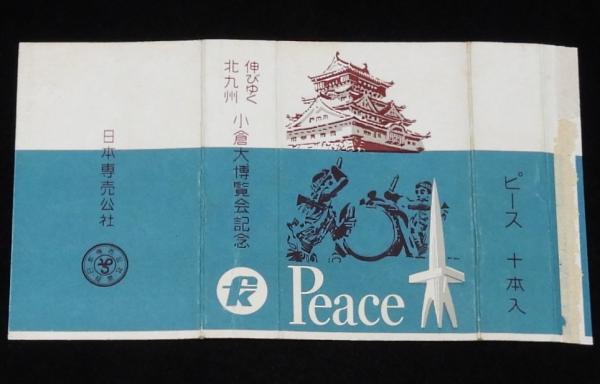 日本専売公社
伸びゆく
北九州
小倉大博覧会記念
fk
Peace
ピース 十本入